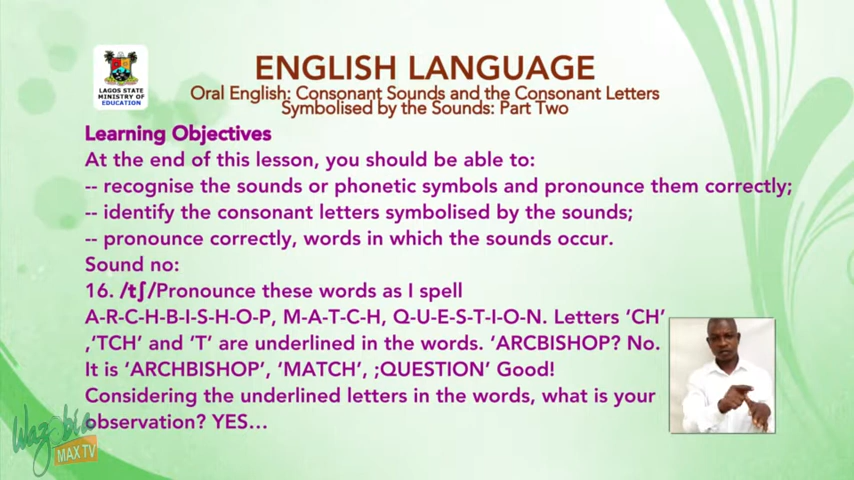 LAGOS STATE
MINISTRY OF
EDUCATION
ENGLISH LANGUAGE
Oral English: Consonant Sounds and the Consonant Letters
Symbolised by the Sounds: Part Two
Learning Objectives
At the end of this lesson, you should be able to:
-- recognise the sounds or phonetic symbols and pronounce them correctly;
-- identify the consonant letters symbolised by the sounds;
-- pronounce correctly, words in which the sounds occur.
Sound no:
16. /tʃ/Pronounce these words as I spell
A-R-C-H-B-I-S-H-O-P, M-A-T-C-H, Q-U-E-S-T-I-O-N. Letters ‘CH’
,’TCH’ and ‘T’ are underlined in the words. ‘ARCBISHOP? No.
It is ‘ARCHBISHOP’, ‘MATCH’, ;QUESTION’ Good!
Considering the underlined letters in the words, what is your
observation? YES…
Wazobia
MAX TV